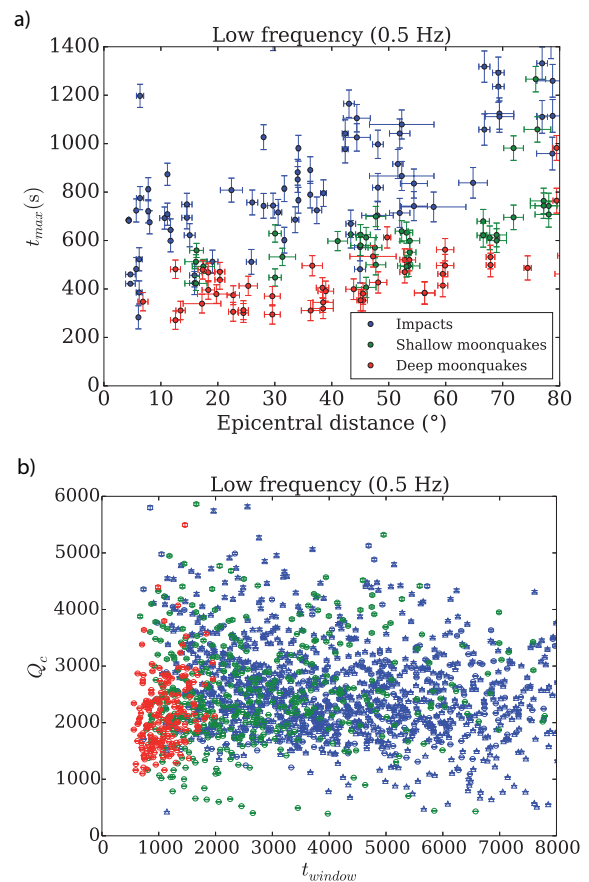 a)
Low frequency (0.5 Hz)
1400
1200
1000
800
600
400
200
0
t_max (s)
0 10 20 30 40 50 60 70 80
Epicentral distance (°)
Impacts
Shallow moonquakes
Deep moonquakes
b)
Low frequency (0.5 Hz)
6000
5000
4000
3000
2000
1000
0
Q_c
0 1000 2000 3000 4000 5000 6000 7000 8000
t_window